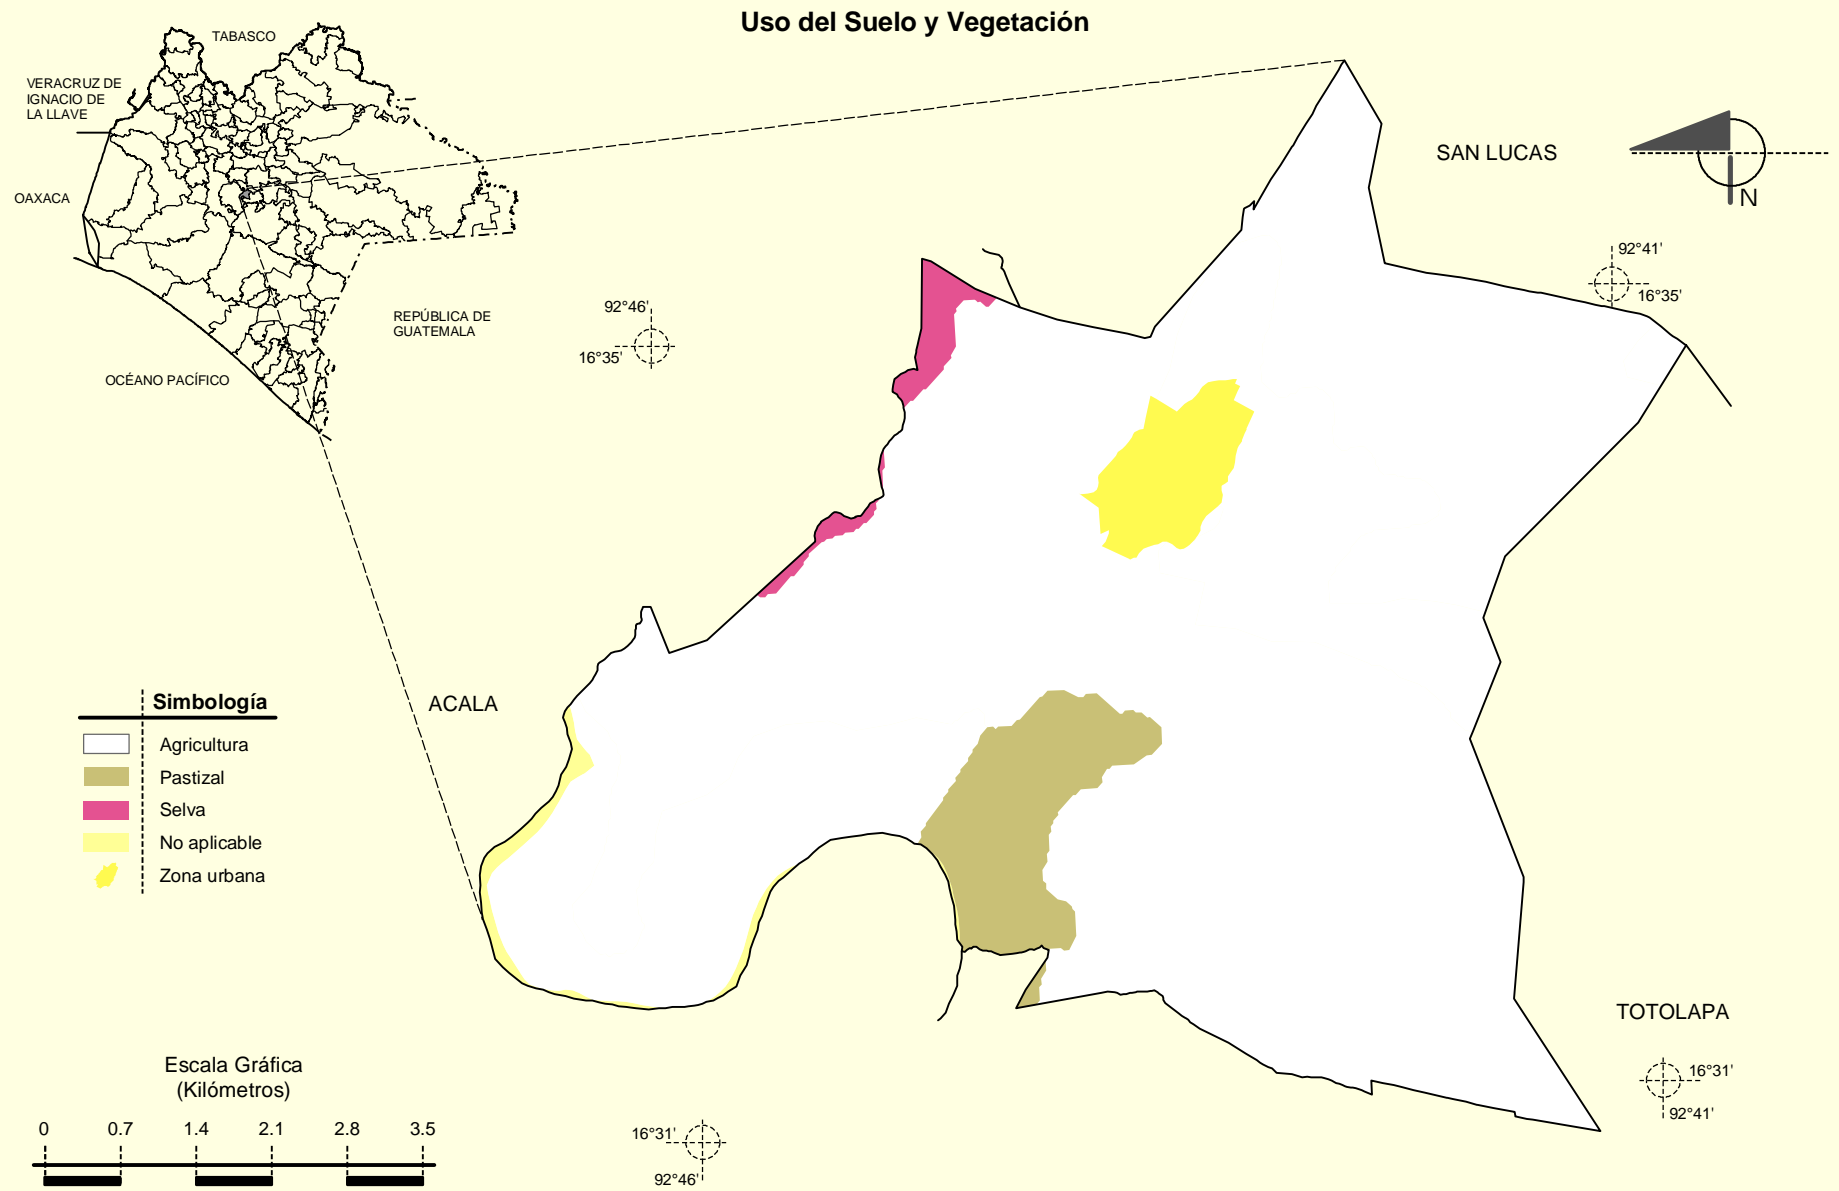 Uso del Suelo y Vegetación
TABASCO
VERACRUZ DE
IGNACIO DE
LA LLAVE
OAXACA
REPÚBLICA DE
GUATEMALA
OCÉANO PACÍFICO
SAN LUCAS
N
92°41'
16°35'
92°46'
16°35'
ACALA
Simbología
Agricultura
Pastizal
Selva
No aplicable
Zona urbana
TOTOLAPA
16°31'
92°41'
16°31'
92°46'
Escala Gráfica
(Kilómetros)
0 0.7 1.4 2.1 2.8 3.5